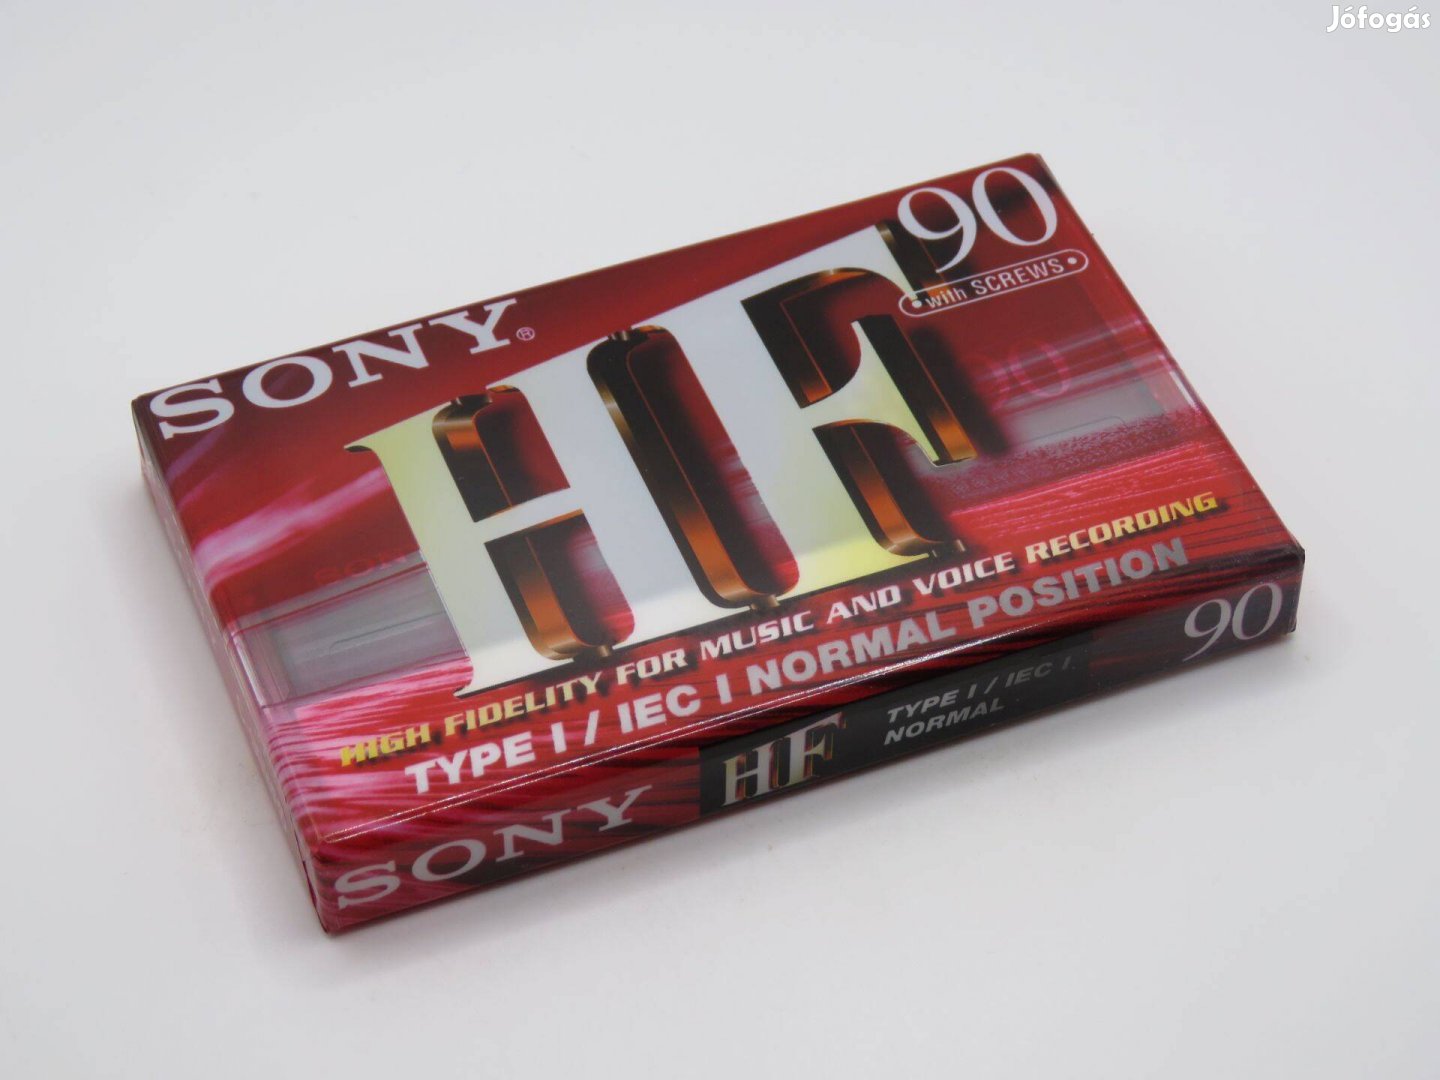 Jófogás
SONY®
90
with SCREWS
HF
HIGH FIDELITY FOR MUSIC AND VOICE RECORDING
TYPE I / IEC I NORMAL POSITION
SONY
HF
TYPE I / IEC I
NORMAL
90